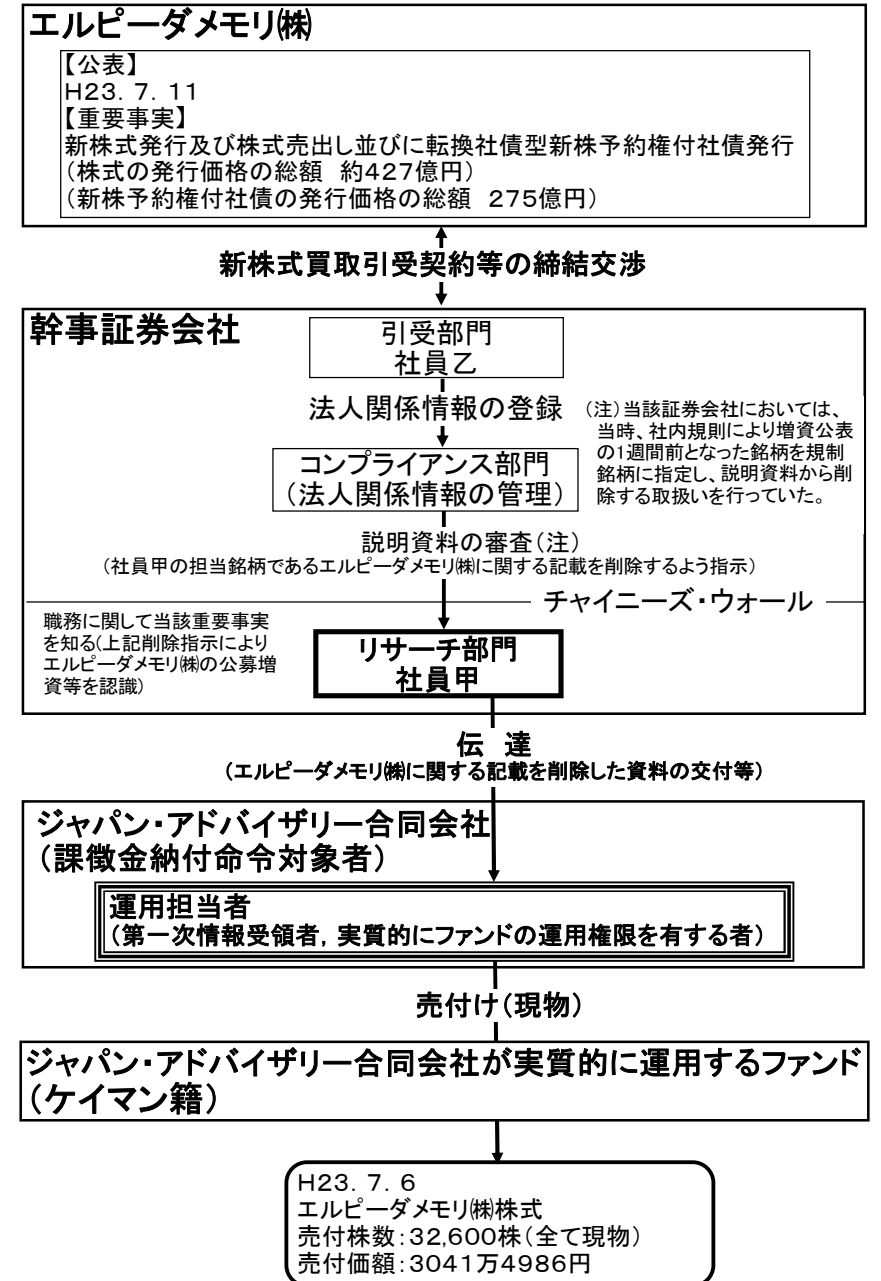 エルピーダメモリ㈱
【公表】
H23.7.11
【重要事実】
新株式発行及び株式売出し並びに転換社債型新株予約権付社債発行
(株式の発行価格の総額 約427億円)
(新株予約権付社債の発行価格の総額 275億円)
新株式買取引受契約等の締結交渉
幹事証券会社
引受部門
社員乙
法人関係情報の登録
(注)当該証券会社においては、
当時、社内規則により増資公表
の1週間前となった銘柄を規制
銘柄に指定し、説明資料から削
除する取扱いを行っていた。
コンプライアンス部門
(法人関係情報の管理)
説明資料の審査(注)
(社員甲の担当銘柄であるエルピーダメモリ㈱に関する記載を削除するよう指示)
チャイニーズ・ウォール
職務に関して当該重要事実
を知る(上記削除指示により
エルピーダメモリ㈱の公募増
資等を認識)
リサーチ部門
社員甲
伝 達
(エルピーダメモリ㈱に関する記載を削除した資料の交付等)
ジャパン・アドバイザリー合同会社
(課徴金納付命令対象者)
運用担当者
(第一次情報受領者,実質的にファンドの運用権限を有する者)
売付け(現物)
ジャパン・アドバイザリー合同会社が実質的に運用するファンド
(ケイマン籍)
H23.7.6
エルピーダメモリ㈱株式
売付株数:32,600株(全て現物)
売付価額:3041万4986円